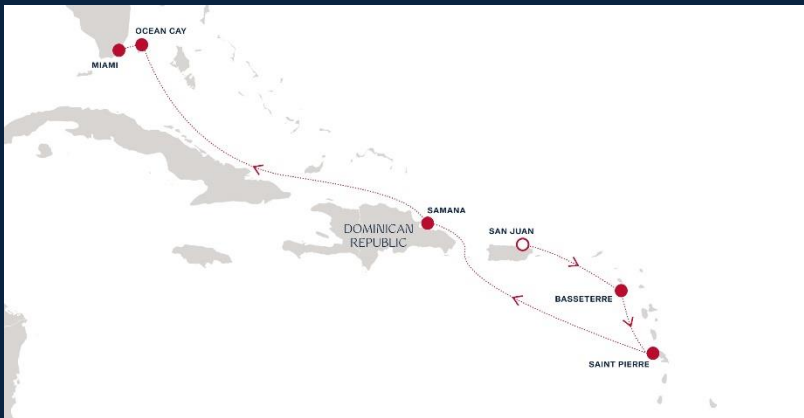 OCEAN CAY
MIAMI
SAMANA
DOMINICAN
REPUBLIC
SAN JUAN
BASSETERRE
SAINT PIERRE